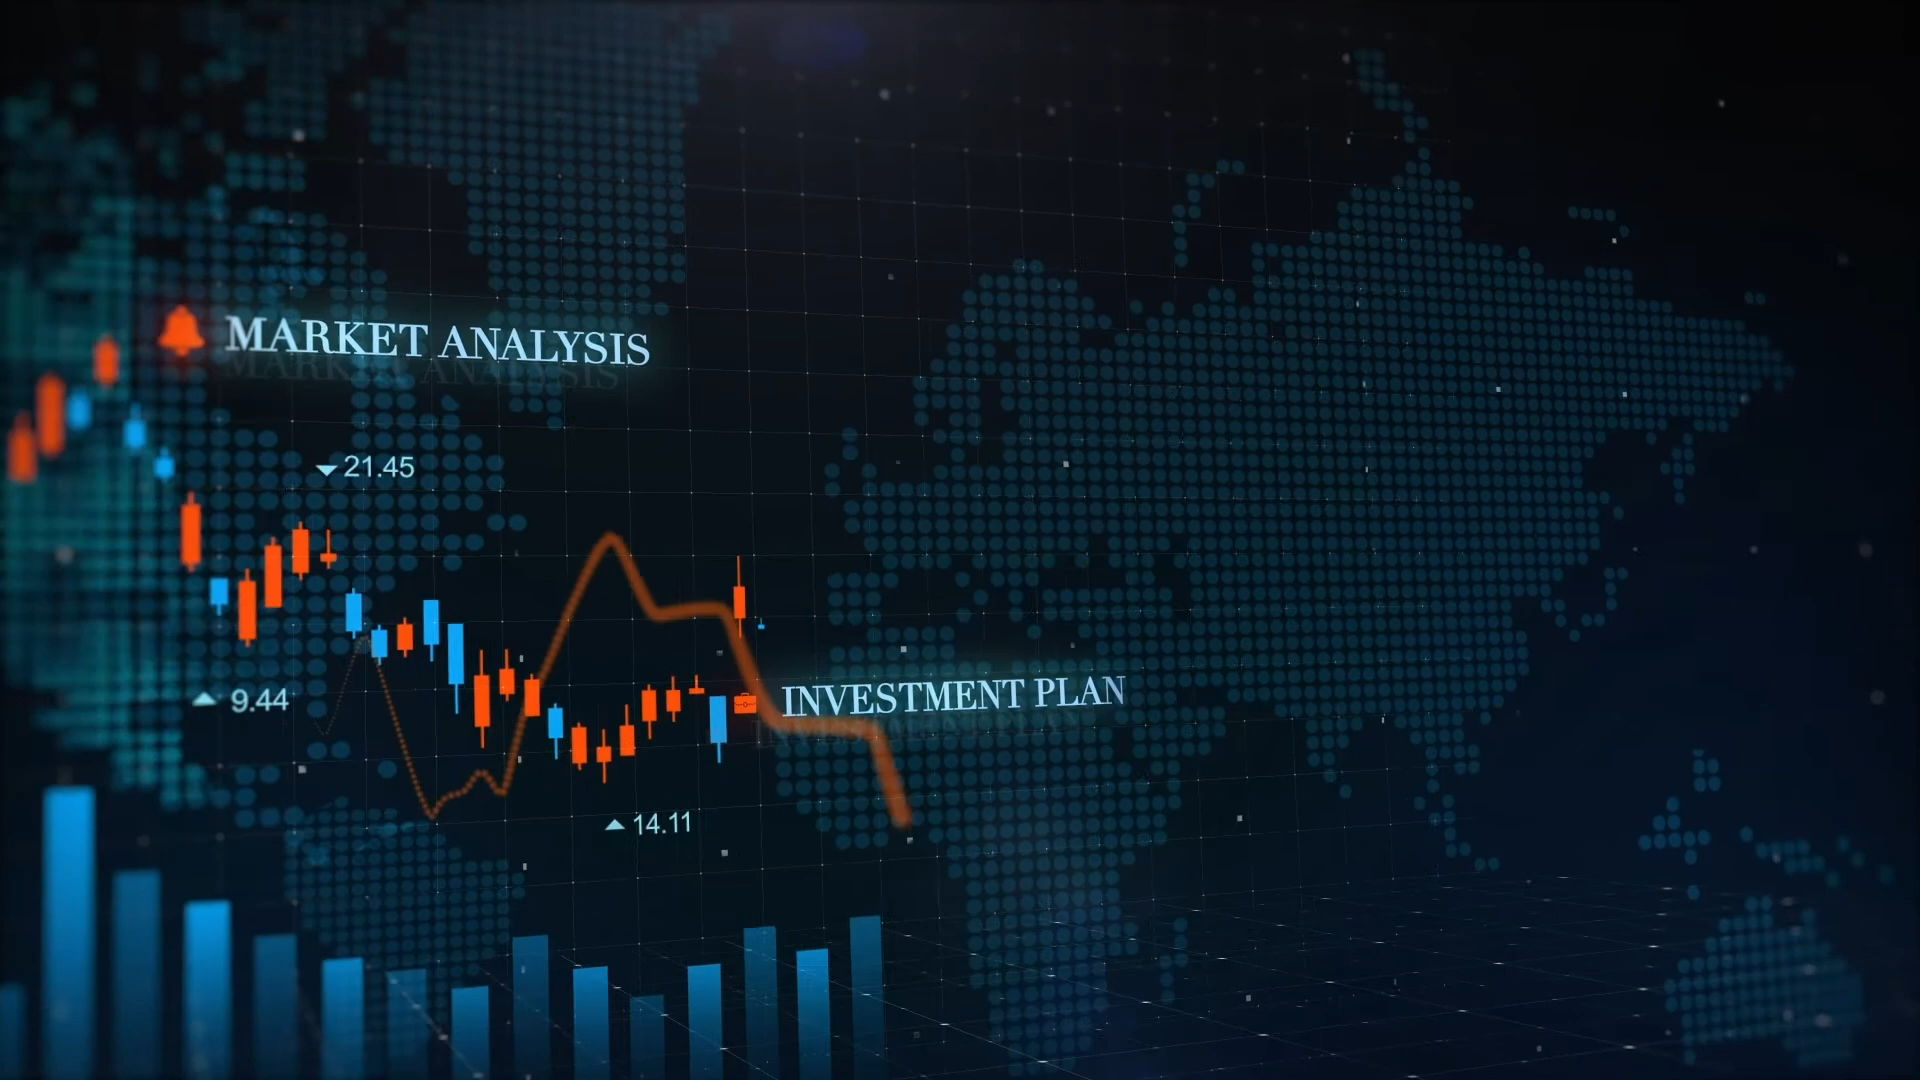 MARKET ANALYSIS
21.45
9.44
INVESTMENT PLAN
14.11